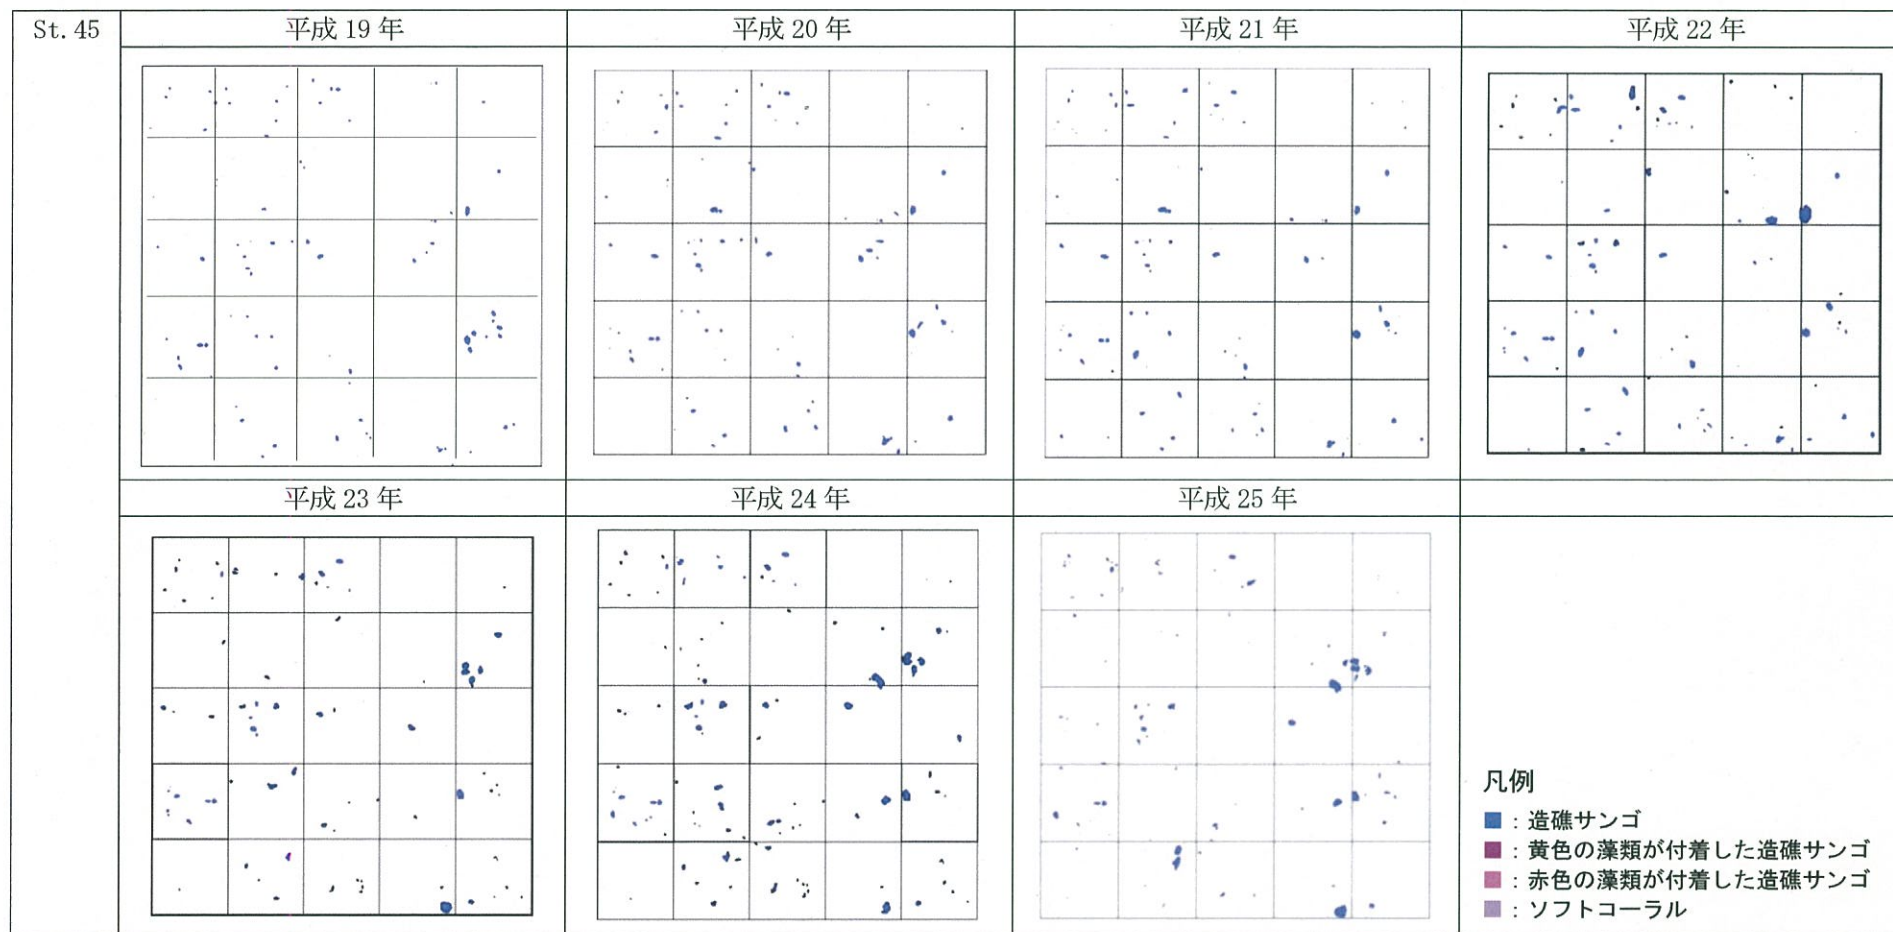 St. 45
平成 19 年
平成 20 年
平成 21 年
平成 22 年
平成 23 年
平成 24 年
平成 25 年
凡例
：造礁サンゴ
：黄色の藻類が付着した造礁サンゴ
：赤色の藻類が付着した造礁サンゴ
：ソフトコーラル